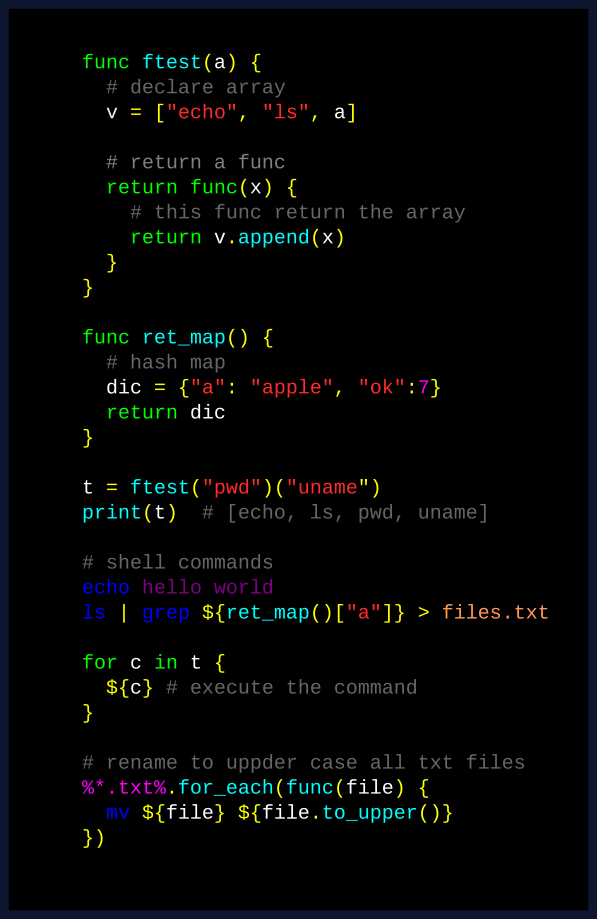 func ftest(a) {
  # declare array
  v = ["echo", "ls", a]

  # return a func
  return func(x) {
    # this func return the array
    return v.append(x)
  }
}

func ret_map() {
  # hash map
  dic = {"a": "apple", "ok":7}
  return dic
}

t = ftest("pwd")("uname")
print(t)  # [echo, ls, pwd, uname]

# shell commands
echo hello world
ls | grep ${ret_map()["a"]} > files.txt

for c in t {
  ${c} # execute the command
}

# rename to uppder case all txt files
%*.txt%.for_each(func(file) {
  mv ${file} ${file.to_upper()}
})